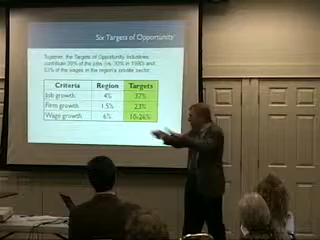 Six Targets of Opportunity
Together, the Targets of Opportunity industries
contribute 39% of the jobs (vs. 30% in 1980) and
53% of the wages in the region's private sector.
Criteria Region Targets
Job growth 4% 37%
Firm growth 1.5% 23%
Wage growth 6% 10-26%